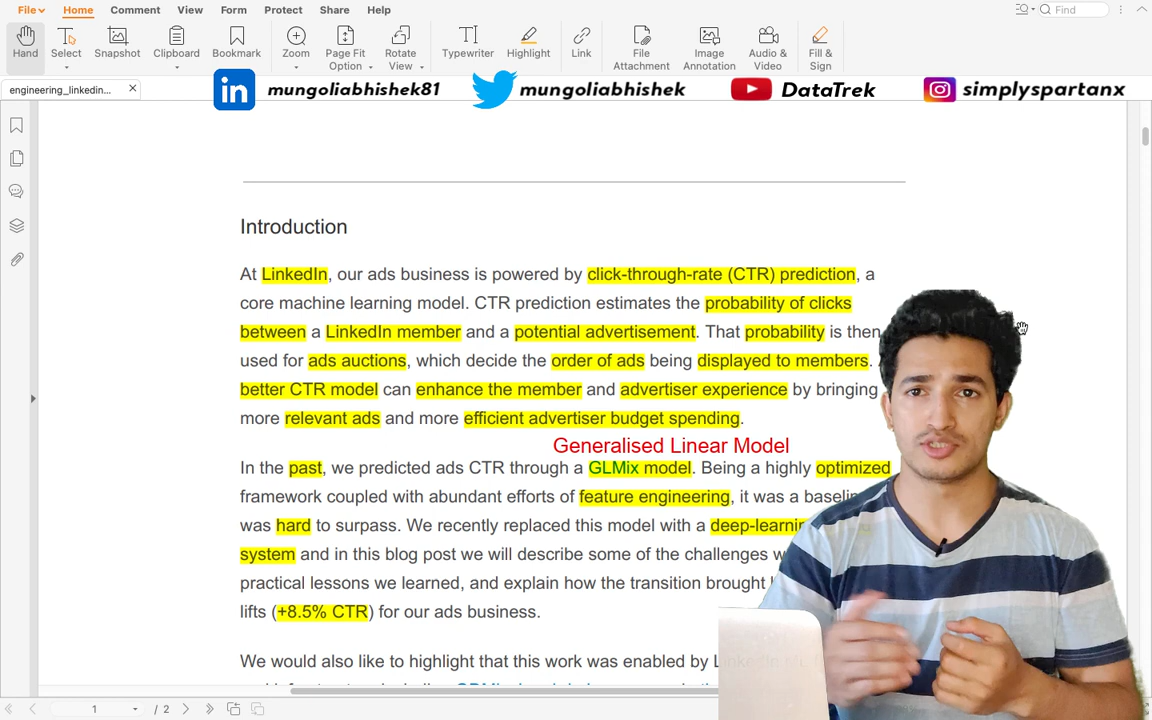 File Home Comment View Form Protect Share Help
Find
Hand Select Snapshot Clipboard Bookmark Zoom Page Fit Option Rotate View Typewriter Highlight Link File Attachment Image Annotation Audio & Video Fill & Sign
engineering_linkedin...
in mungoliabhishek81 mungoliabhishek DataTrek simplyspartanx
Introduction
At LinkedIn, our ads business is powered by click-through-rate (CTR) prediction, a
core machine learning model. CTR prediction estimates the probability of clicks
between a LinkedIn member and a potential advertisement. That probability is then
used for ads auctions, which decide the order of ads being displayed to members.
better CTR model can enhance the member and advertiser experience by bringing
more relevant ads and more efficient advertiser budget spending.
Generalised Linear Model
In the past, we predicted ads CTR through a GLMix model. Being a highly optimized
framework coupled with abundant efforts of feature engineering, it was a
was hard to surpass. We recently replaced this model with a
system and in this blog post we will describe some of the challenges
practical lessons we learned, and explain how the transition brought
lifts (+8.5% CTR) for our ads business.
We would also like to highlight that this work was enabled by
1 / 2